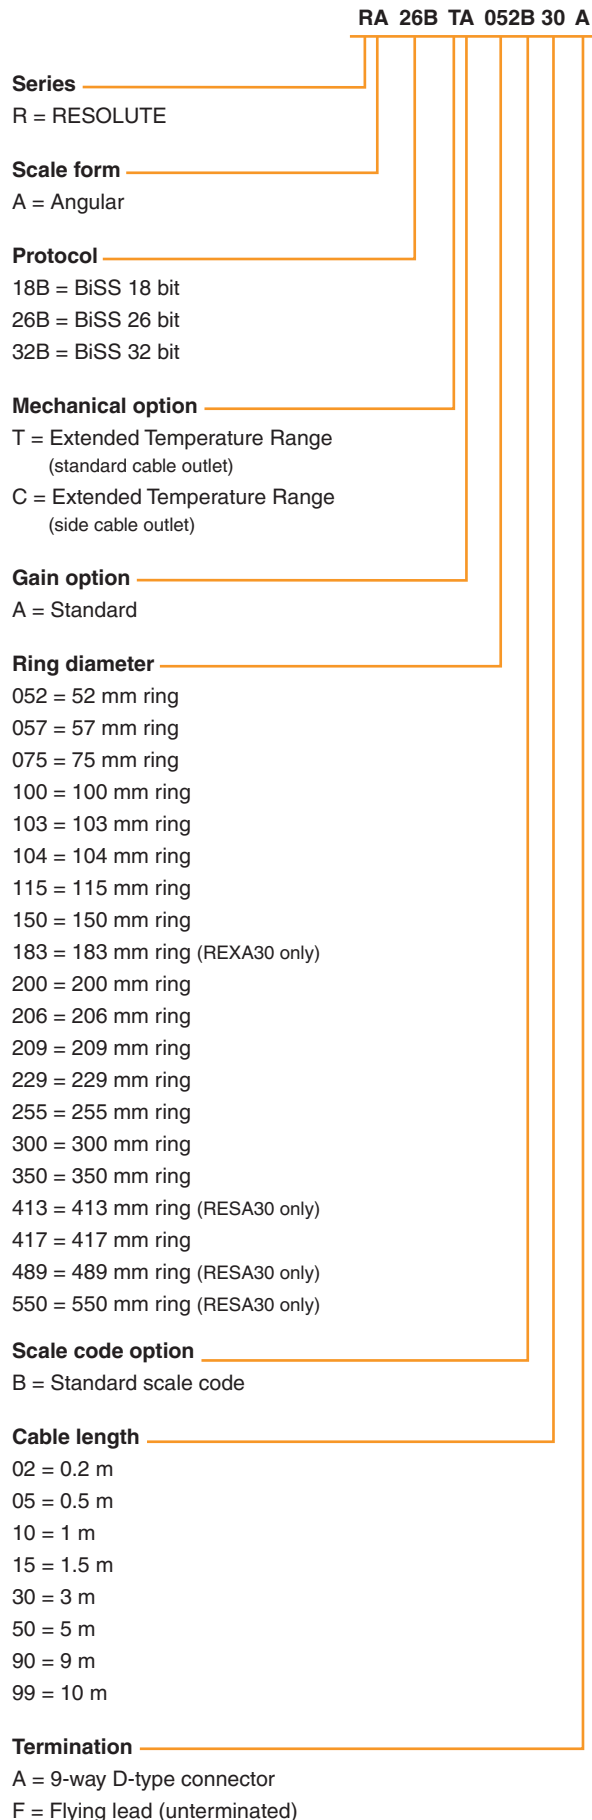 RA 26B TA 052B 30 A
Series
R = RESOLUTE
Scale form
A = Angular
Protocol
18B = BiSS 18 bit
26B = BiSS 26 bit
32B = BiSS 32 bit
Mechanical option
T = Extended Temperature Range
(standard cable outlet)
C = Extended Temperature Range
(side cable outlet)
Gain option
A = Standard
Ring diameter
052 = 52 mm ring
057 = 57 mm ring
075 = 75 mm ring
100 = 100 mm ring
103 = 103 mm ring
104 = 104 mm ring
115 = 115 mm ring
150 = 150 mm ring
183 = 183 mm ring (REXA30 only)
200 = 200 mm ring
206 = 206 mm ring
209 = 209 mm ring
229 = 229 mm ring
255 = 255 mm ring
300 = 300 mm ring
350 = 350 mm ring
413 = 413 mm ring (RESA30 only)
417 = 417 mm ring
489 = 489 mm ring (RESA30 only)
550 = 550 mm ring (RESA30 only)
Scale code option
B = Standard scale code
Cable length
02 = 0.2 m
05 = 0.5 m
10 = 1 m
15 = 1.5 m
30 = 3 m
50 = 5 m
90 = 9 m
99 = 10 m
Termination
A = 9-way D-type connector
F = Flying lead (unterminated)